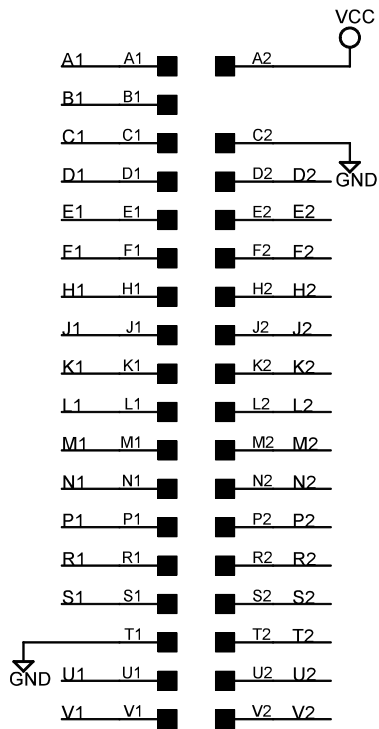 VCC
A1 A1 A2
B1 B1
C1 C1 C2
D1 D1 D2 D2
GND
E1 E1 E2 E2
F1 F1 F2 F2
H1 H1 H2 H2
J1 J1 J2 J2
K1 K1 K2 K2
L1 L1 L2 L2
M1 M1 M2 M2
N1 N1 N2 N2
P1 P1 P2 P2
R1 R1 R2 R2
S1 S1 S2 S2
T1 T2 T2
GND
U1 U1 U2 U2
V1 V1 V2 V2